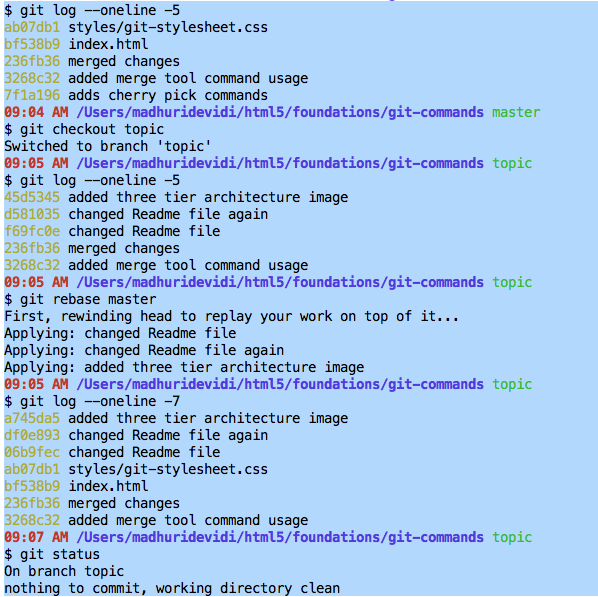 $ git log --oneline -5
ab07db1 styles/git-stylesheet.css
bf538b9 index.html
236fb36 merged changes
3268c32 added merge tool command usage
7f1a196 adds cherry pick commands
09:04 AM /Users/madhuridevidi/html5/foundations/git-commands master
$ git checkout topic
Switched to branch 'topic'
09:05 AM /Users/madhuridevidi/html5/foundations/git-commands topic
$ git log --oneline -5
45d5345 added three tier architecture image
d581035 changed Readme file again
f69fc0e changed Readme file
236fb36 merged changes
3268c32 added merge tool command usage
09:05 AM /Users/madhuridevidi/html5/foundations/git-commands topic
$ git rebase master
First, rewinding head to replay your work on top of it...
Applying: changed Readme file
Applying: changed Readme file again
Applying: added three tier architecture image
09:05 AM /Users/madhuridevidi/html5/foundations/git-commands topic
$ git log --oneline -7
a745da5 added three tier architecture image
df0e893 changed Readme file again
06b9fec changed Readme file
ab07db1 styles/git-stylesheet.css
bf538b9 index.html
236fb36 merged changes
3268c32 added merge tool command usage
09:07 AM /Users/madhuridevidi/html5/foundations/git-commands topic
$ git status
On branch topic
nothing to commit, working directory clean